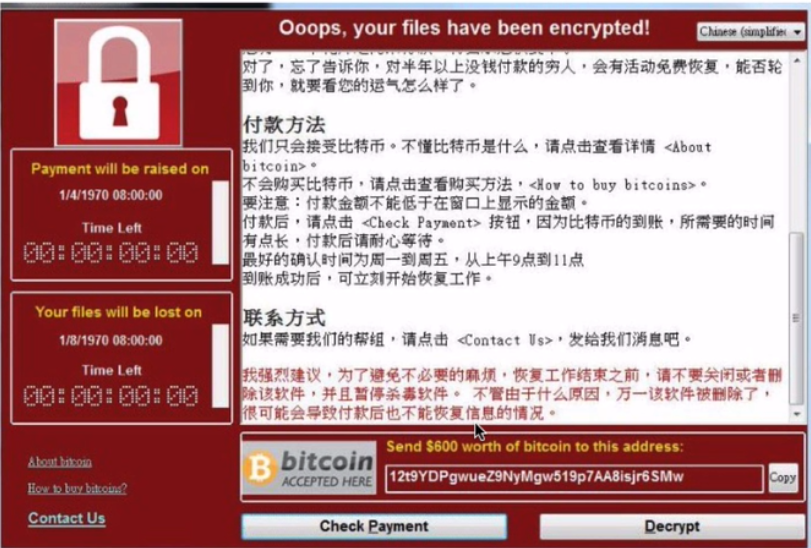 Ooops, your files have been encrypted!
Chinese (simplified
对了，忘了告诉你，对半年以上没钱付款的穷人，会有活动免费恢复，能否轮
到你，就要看您的运气怎么样了。
付款方法
我们只会接受比特币。不懂比特币是什么，请点击查看详情 <About
bitcoin>。
不会购买比特币，请点击查看购买方法，<How to buy bitcoins>。
要注意：付款金额不能低于在窗口上显示的金额。
付款后，请点击 <Check Payment> 按钮，因为比特币的到账，所需要的时间
有点长，付款后请耐心等待。
最好的确认时间为周一到周五，从上午9点到11点
到账成功后，可立刻开始恢复工作。
联系方式
如果需要我们的帮组，请点击 <Contact Us>，发给我们消息吧。
我强烈建议，为了避免不必要的麻烦，恢复工作结束之前，请不要关闭或者删
除该软件，并且暂停杀毒软件。 不管由于什么原因，万一该软件被删除了，
很可能会导致付款后也不能恢复信息的情况。
Payment will be raised on
1/4/1970 08:00:00
Time Left
00:00:00:00
Your files will be lost on
1/8/1970 08:00:00
Time Left
00:00:00:00
About bitcoin
How to buy bitcoins?
Contact Us
bitcoin
ACCEPTED HERE
Send $600 worth of bitcoin to this address:
12t9YDPgwueZ9NyMgw519p7AA8isjr6SMw
Copy
Check Payment
Decrypt